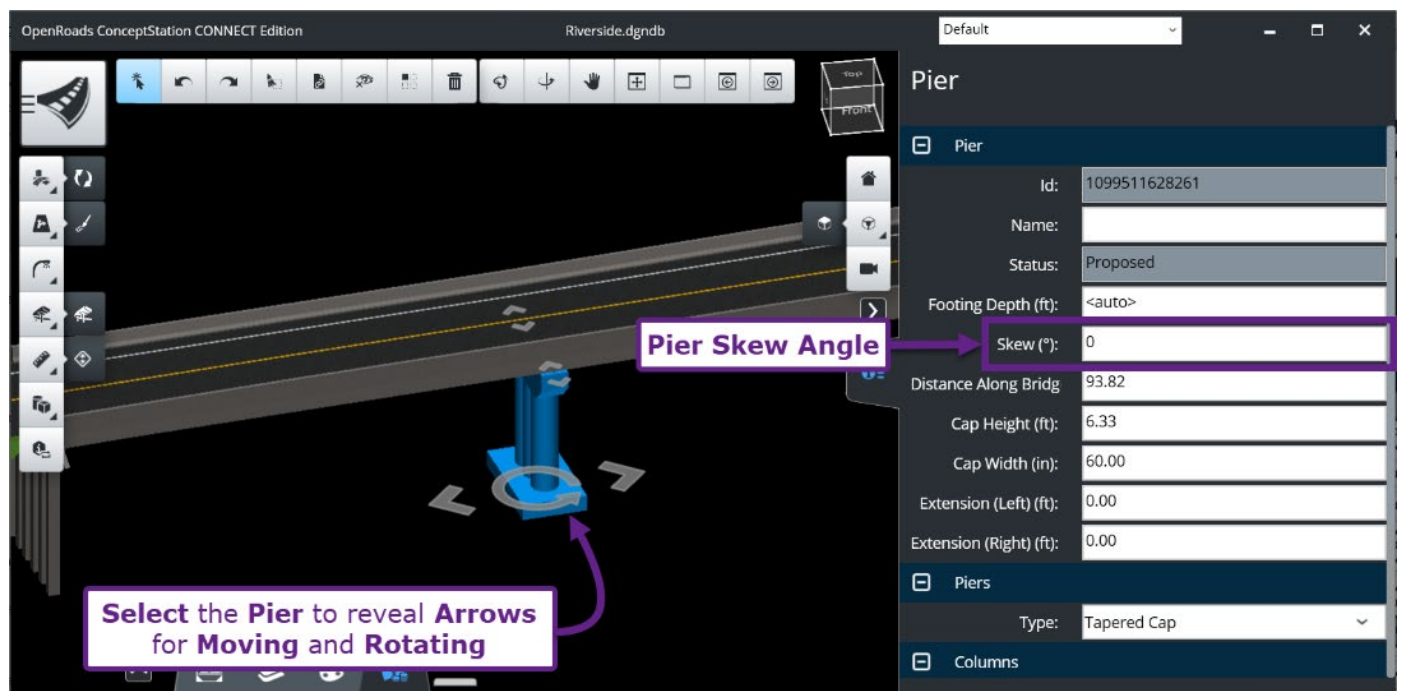 OpenRoads ConceptStation CONNECT Edition
Riverside.dgndb
Default
Top
Front
Pier
Pier
Id: 1099511628261
Name:
Status: Proposed
Footing Depth (ft): <auto>
Pier Skew Angle
Skew (°): 0
Distance Along Bridg 93.82
Cap Height (ft): 6.33
Cap Width (in): 60.00
Extension (Left) (ft): 0.00
Extension (Right) (ft): 0.00
Piers
Type: Tapered Cap
Columns
Select the Pier to reveal Arrows
for Moving and Rotating